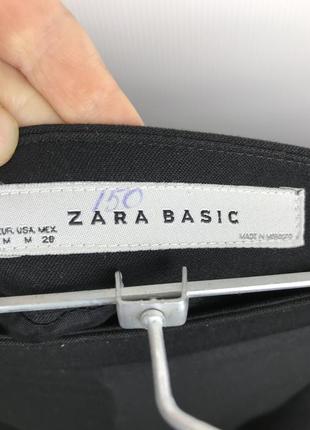 150
ZARA BASIC
EUR. USA. MEX.
M M 28
MADE IN MOROCCO